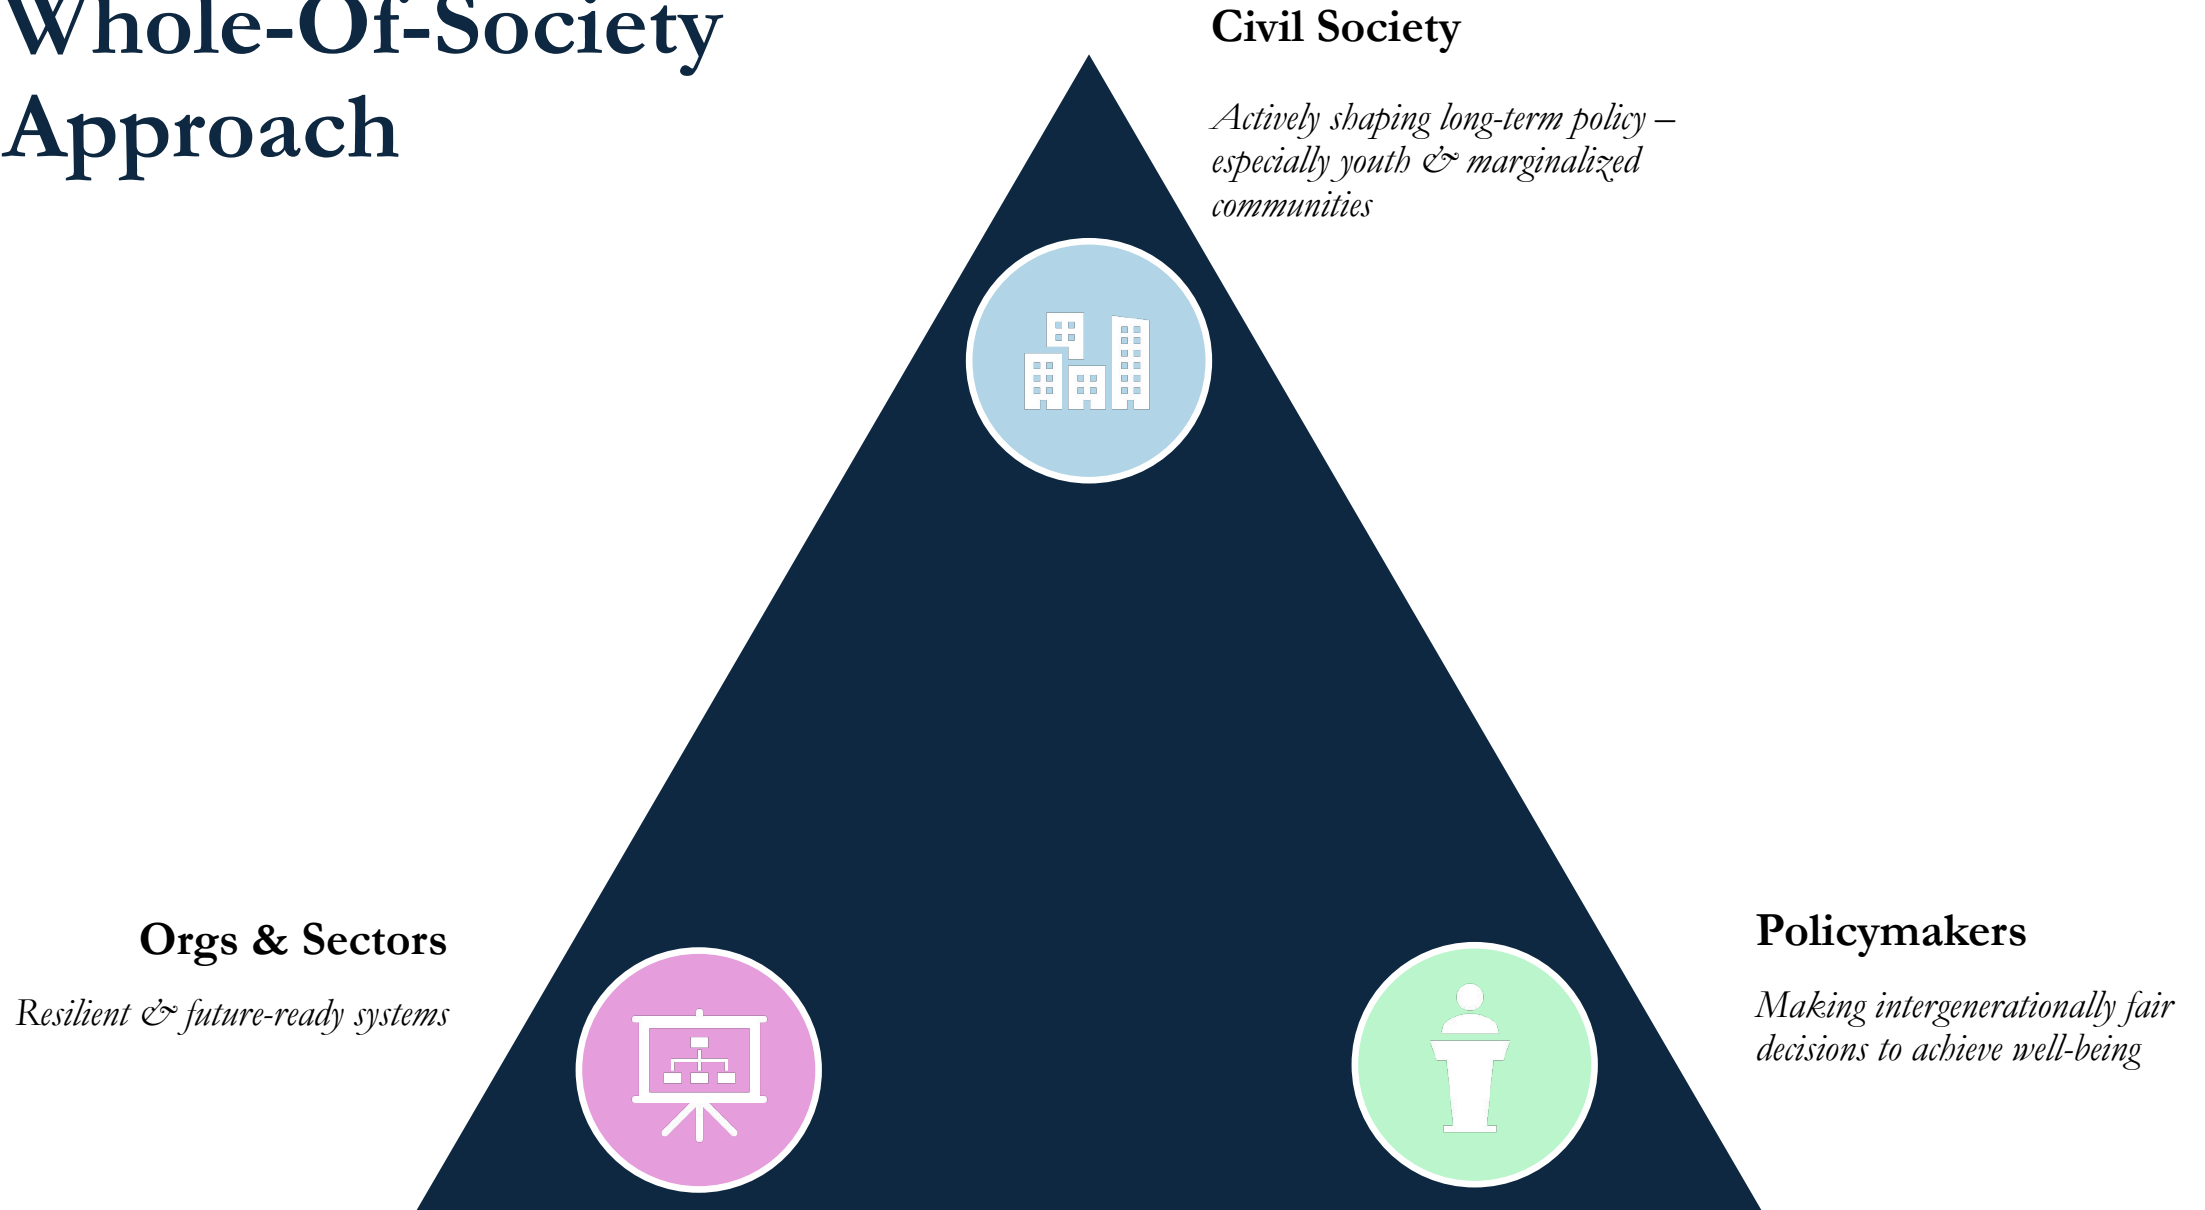 Whole-Of-Society
Approach
Civil Society
Actively shaping long-term policy –
especially youth & marginalized
communities
Orgs & Sectors
Resilient & future-ready systems
Policymakers
Making intergenerationally fair
decisions to achieve well-being